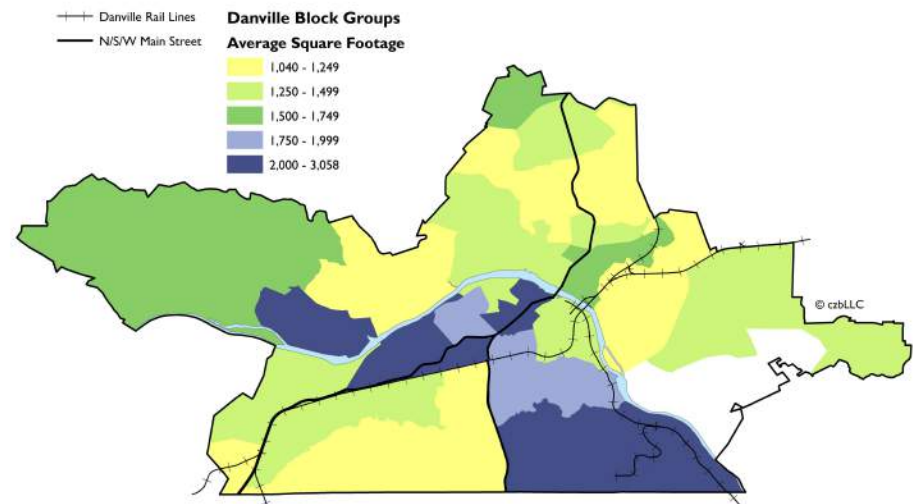 Danville Rail Lines
N/S/W Main Street
Danville Block Groups
Average Square Footage
1,040 - 1,249
1,250 - 1,499
1,500 - 1,749
1,750 - 1,999
2,000 - 3,058
© czbLLC